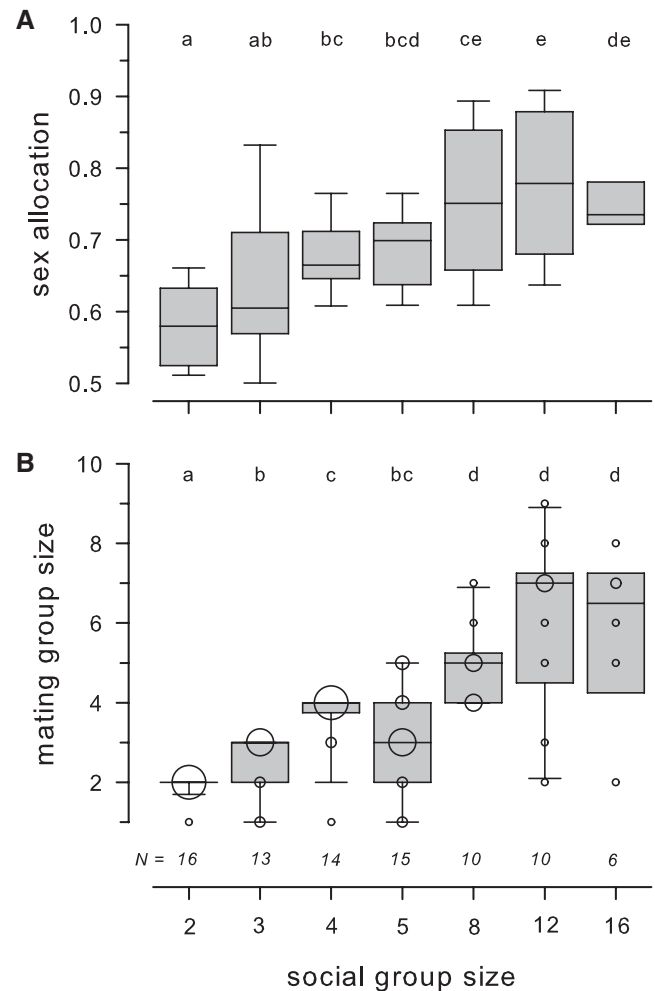 A
1.0
a ab bc bcd ce e de
0.9
0.8
0.7
0.6
0.5
sex allocation
B
10
a b c bc d d d
8
6
4
2
mating group size
N = 16 13 14 15 10 10 6
2 3 4 5 8 12 16
social group size